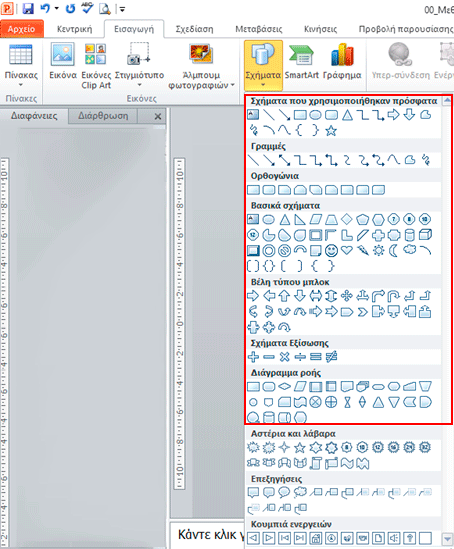 00_Μεθ
Αρχείο Κεντρική Εισαγωγή Σχεδίαση Μεταβάσεις Κινήσεις Προβολή παρουσίασης
Πίνακας Εικόνα Εικόνες Clip Art Στιγμιότυπο Άλμπουμ φωτογραφιών Σχήματα SmartArt Γράφημα Υπερ-σύνδεση Ενέργ
Πίνακες Εικόνες
Διαφάνειες Διάρθρωση
Σχήματα που χρησιμοποιήθηκαν πρόσφατα
Γραμμές
Ορθογώνια
Βασικά σχήματα
Βέλη τύπου μπλοκ
Σχήματα Εξίσωσης
Διάγραμμα ροής
Αστέρια και λάβαρα
Επεξηγήσεις
Κουμπιά ενεργειών
Κάντε κλικ γ